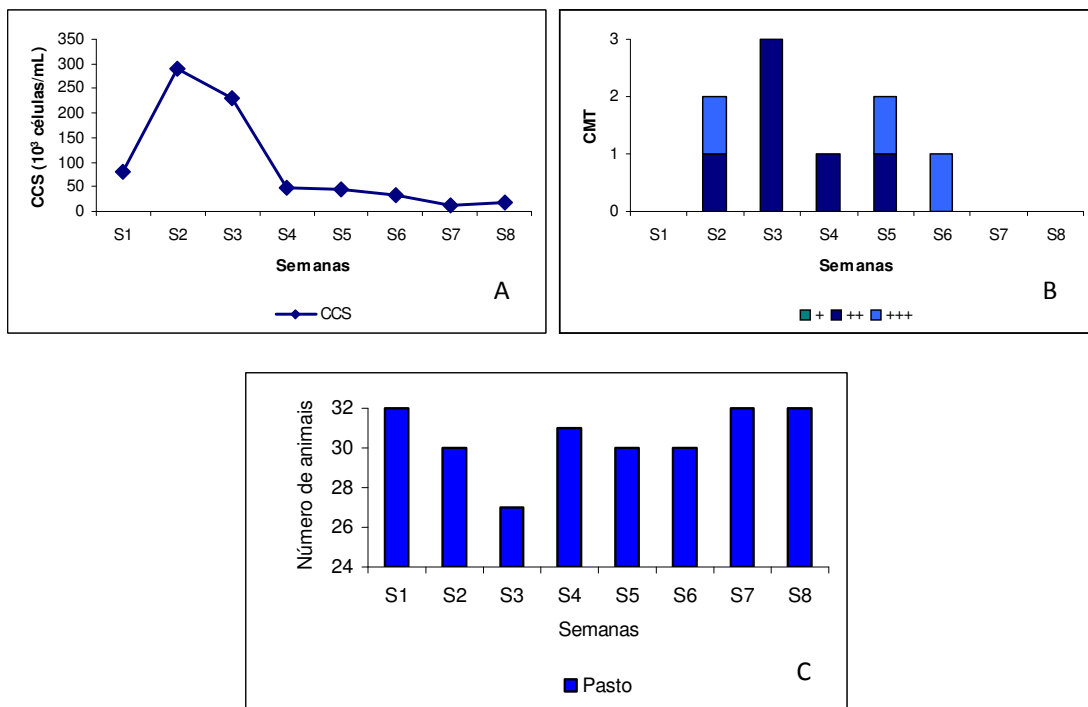 CCS (10³ células/mL)
350
300
250
200
150
100
50
0
S1 S2 S3 S4 S5 S6 S7 S8
Semanas
A
CCS
CMT
3
2
1
0
S1 S2 S3 S4 S5 S6 S7 S8
Semanas
B
+ ++ +++
Número de animais
32
30
28
26
24
S1 S2 S3 S4 S5 S6 S7 S8
Semanas
Pasto
C